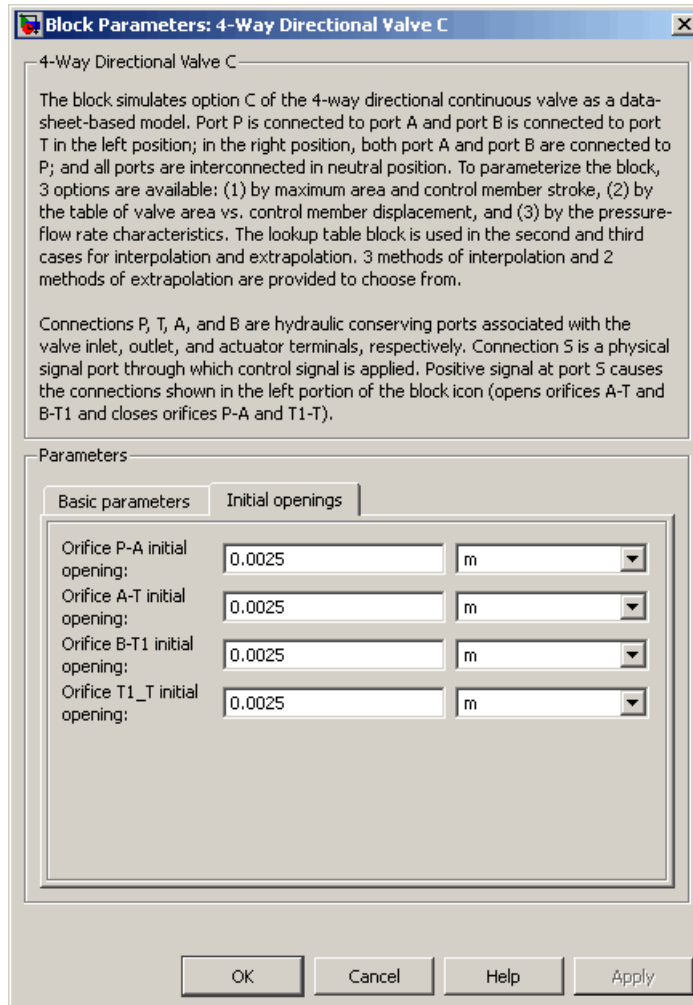 Block Parameters: 4-Way Directional Valve C
4-Way Directional Valve C
The block simulates option C of the 4-way directional continuous valve as a data-
sheet-based model. Port P is connected to port A and port B is connected to port
T in the left position; in the right position, both port A and port B are connected to
P; and all ports are interconnected in neutral position. To parameterize the block,
3 options are available: (1) by maximum area and control member stroke, (2) by
the table of valve area vs. control member displacement, and (3) by the pressure-
flow rate characteristics. The lookup table block is used in the second and third
cases for interpolation and extrapolation. 3 methods of interpolation and 2
methods of extrapolation are provided to choose from.
Connections P, T, A, and B are hydraulic conserving ports associated with the
valve inlet, outlet, and actuator terminals, respectively. Connection S is a physical
signal port through which control signal is applied. Positive signal at port S causes
the connections shown in the left portion of the block icon (opens orifices A-T and
B-T1 and closes orifices P-A and T1-T).
Parameters
Basic parameters Initial openings
Orifice P-A initial
opening: 0.0025 m
Orifice A-T initial
opening: 0.0025 m
Orifice B-T1 initial
opening: 0.0025 m
Orifice T1_T initial
opening: 0.0025 m
OK Cancel Help Apply